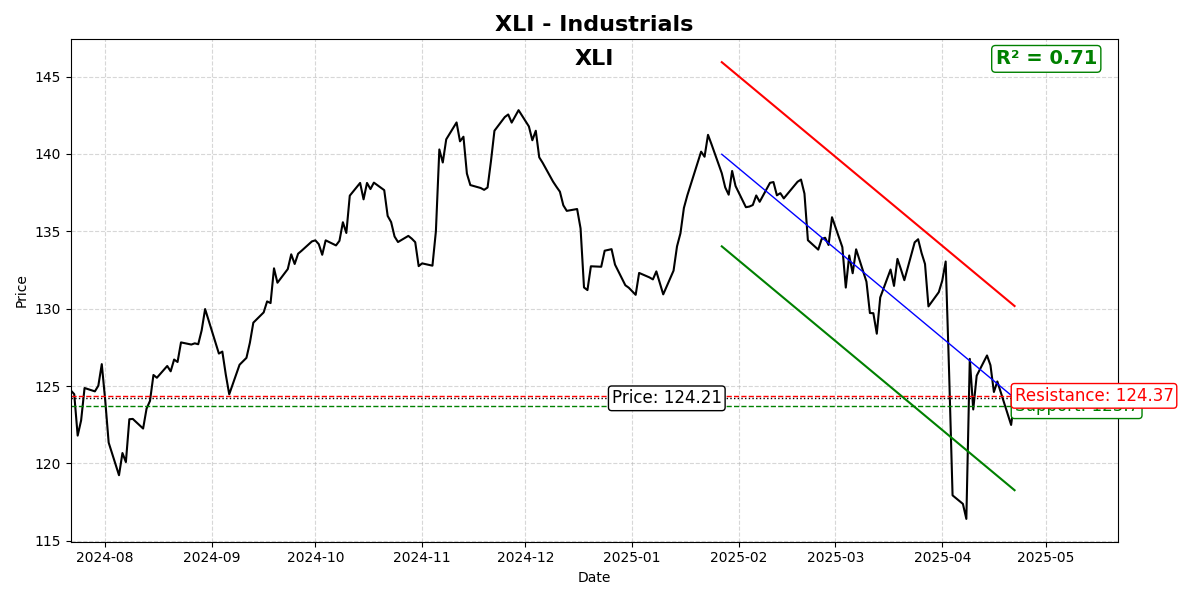 XLI - Industrials
XLI
R² = 0.71
145
140
135
130
125
120
115
Price
Price: 124.21
Resistance: 124.37
2024-08
2024-09
2024-10
2024-11
2024-12
2025-01
2025-02
2025-03
2025-04
2025-05
Date